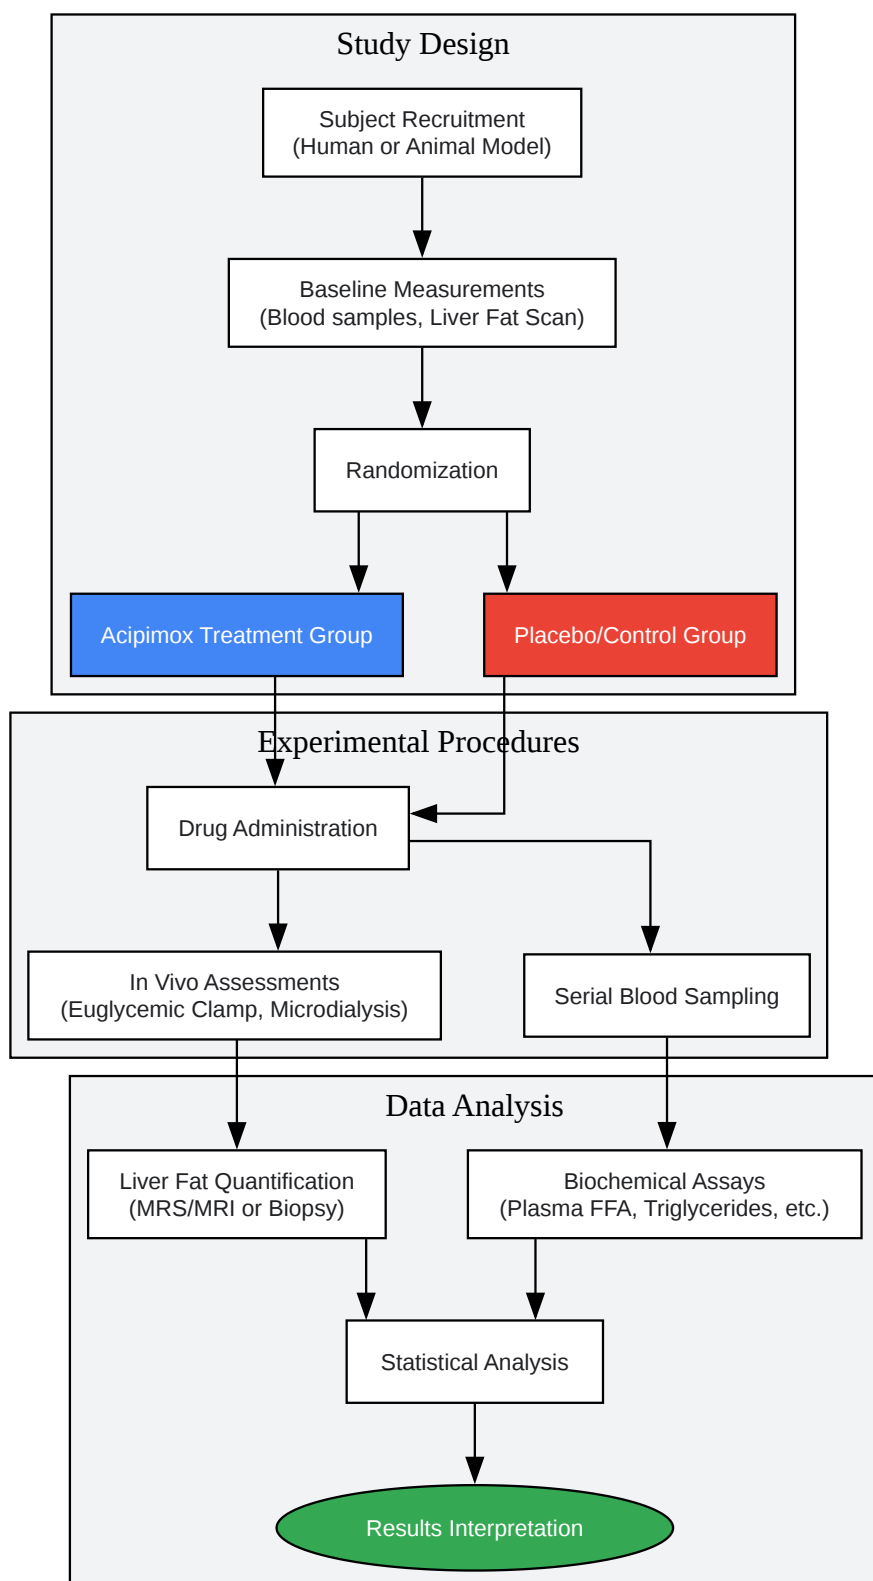 Study Design
Subject Recruitment
(Human or Animal Model)
Baseline Measurements
(Blood samples, Liver Fat Scan)
Randomization
Acipimox Treatment Group
Placebo/Control Group
Experimental Procedures
Drug Administration
In Vivo Assessments
(Euglycemic Clamp, Microdialysis)
Serial Blood Sampling
Data Analysis
Liver Fat Quantification
(MRS/MRI or Biopsy)
Biochemical Assays
(Plasma FFA, Triglycerides, etc.)
Statistical Analysis
Results Interpretation